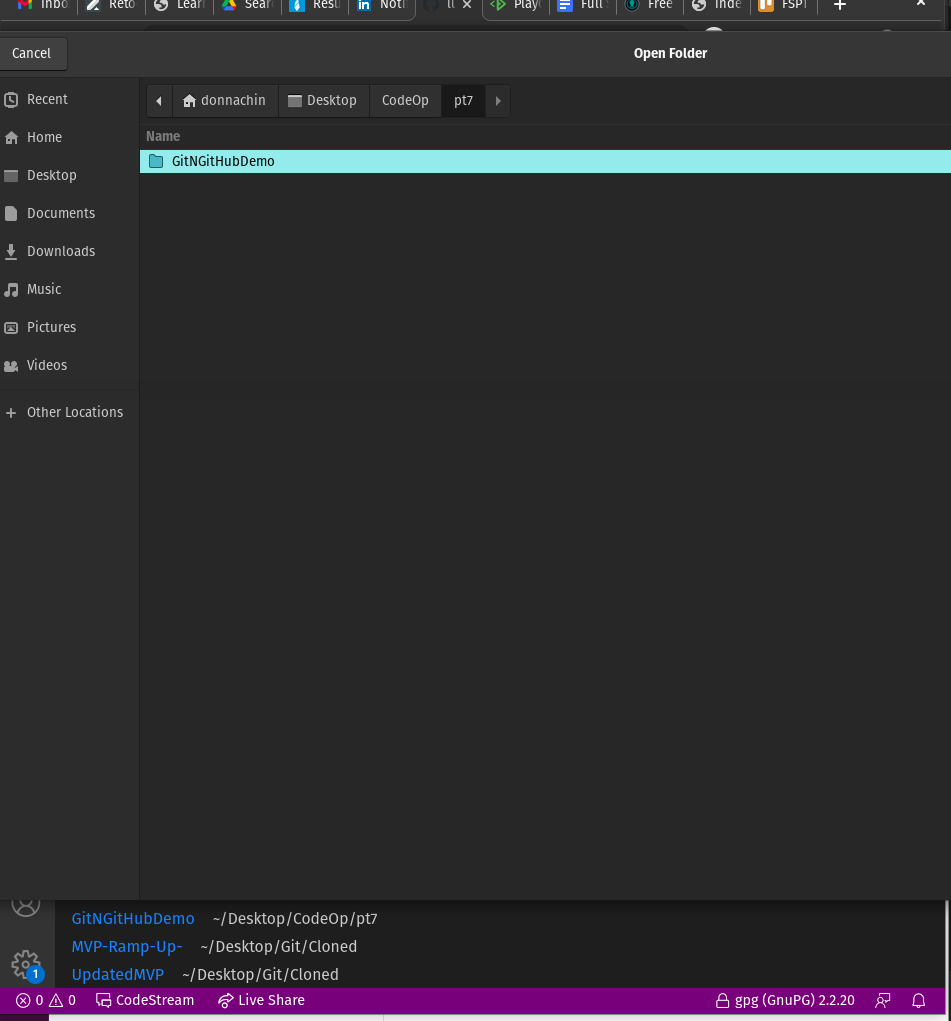 Inbo Reto Lear Sear Resu Noti Play Full Free Inde FSPT
Cancel Open Folder
Recent
Home
Desktop
Documents
Downloads
Music
Pictures
Videos
Other Locations
donnachin Desktop CodeOp pt7
Name
GitNGitHubDemo
GitNGitHubDemo ~/Desktop/CodeOp/pt7
MVP-Ramp-Up- ~/Desktop/Git/Cloned
UpdatedMVP ~/Desktop/Git/Cloned
1
0 0 CodeStream Live Share gpg (GnuPG) 2.2.20